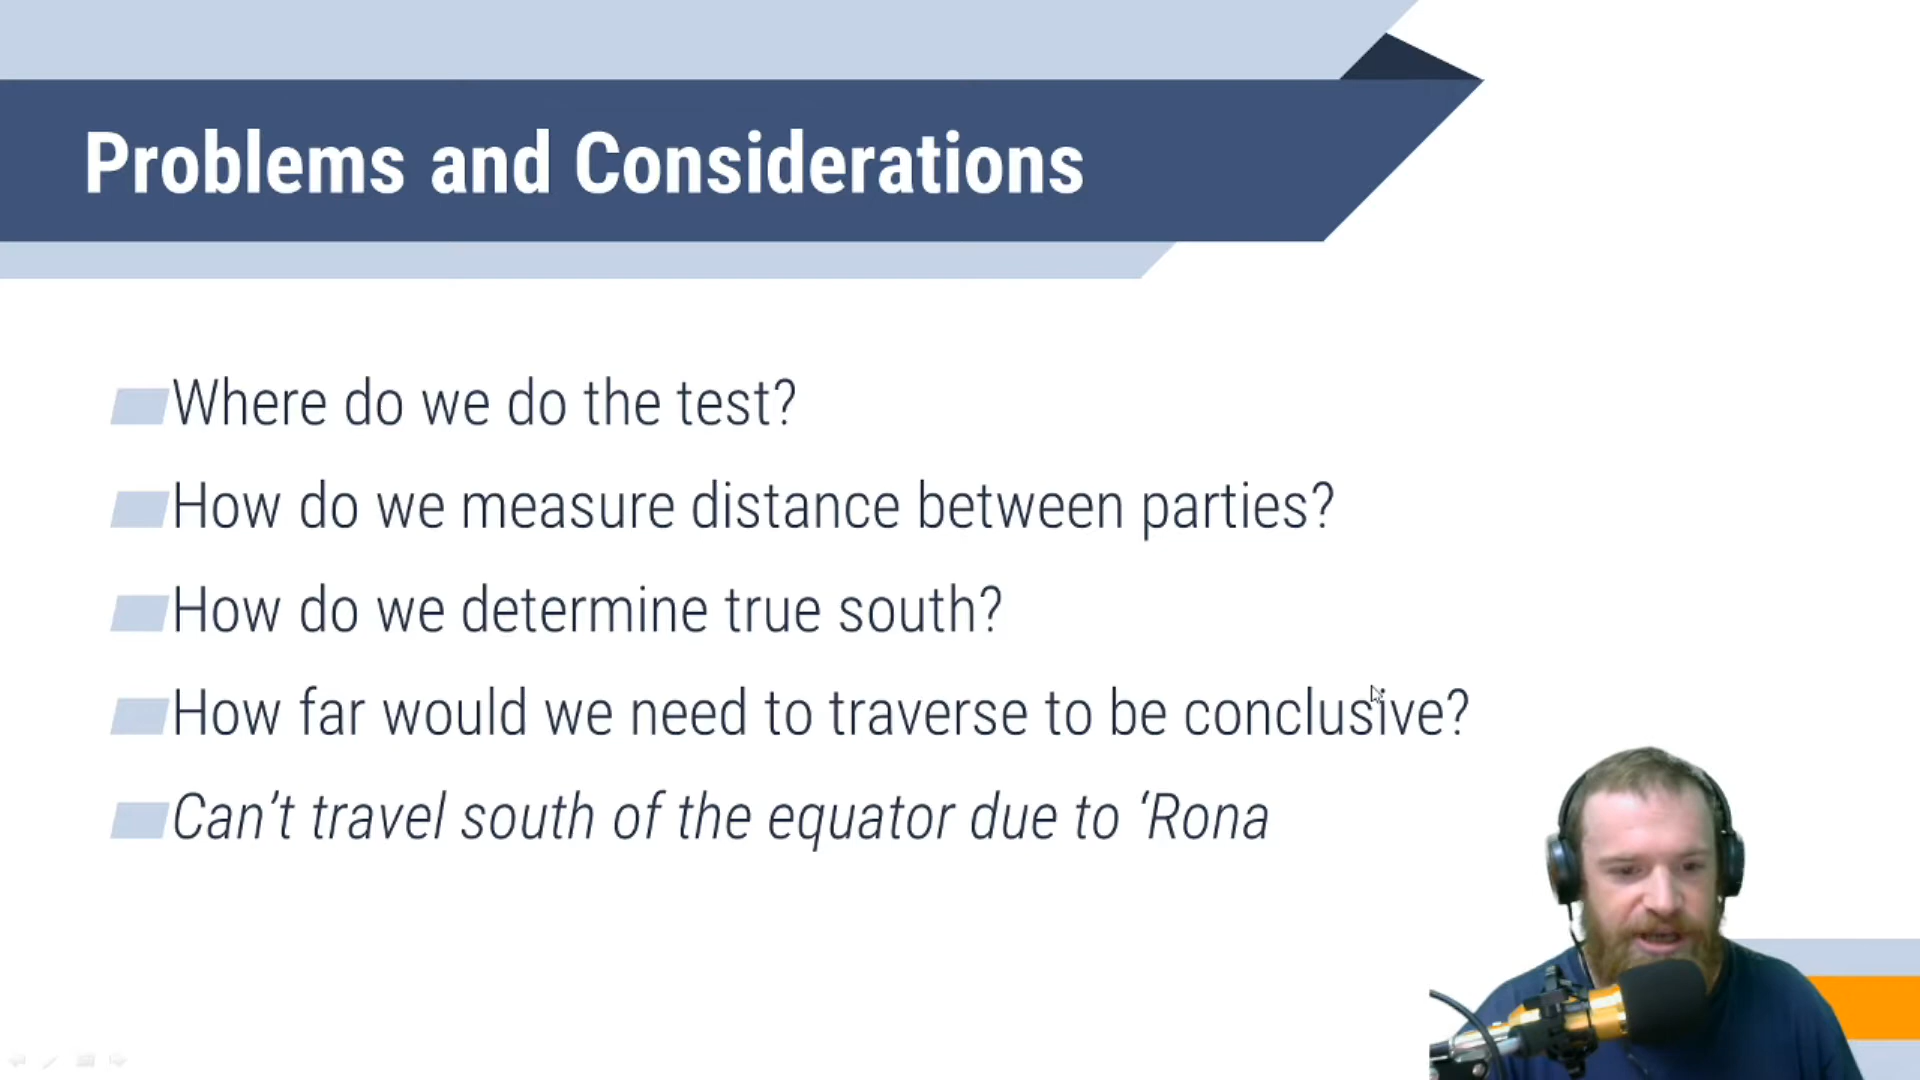 Problems and Considerations
Where do we do the test?
How do we measure distance between parties?
How do we determine true south?
How far would we need to traverse to be conclusive?
Can’t travel south of the equator due to ‘Rona